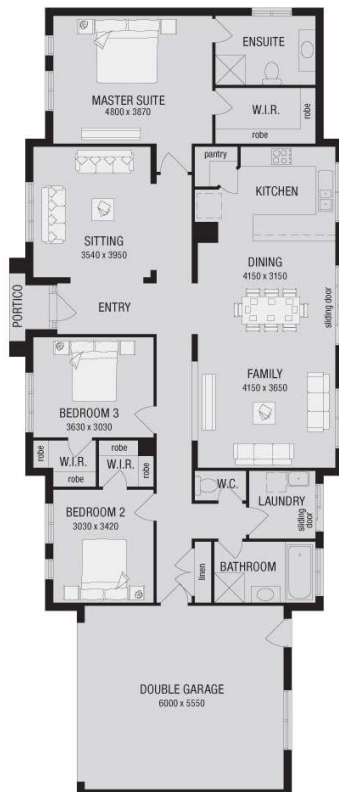 ENSUITE
MASTER SUITE
4800 x 3870
W.I.R.
robe
robe
pantry
KITCHEN
SITTING
3540 x 3950
DINING
4150 x 3150
sliding door
PORTICO
ENTRY
FAMILY
4150 x 3650
BEDROOM 3
3630 x 3030
robe
W.I.R.
robe
robe
W.I.R.
robe
W.C.
LAUNDRY
sliding
door
BEDROOM 2
3030 x 3420
linen
BATHROOM
DOUBLE GARAGE
6000 x 5550